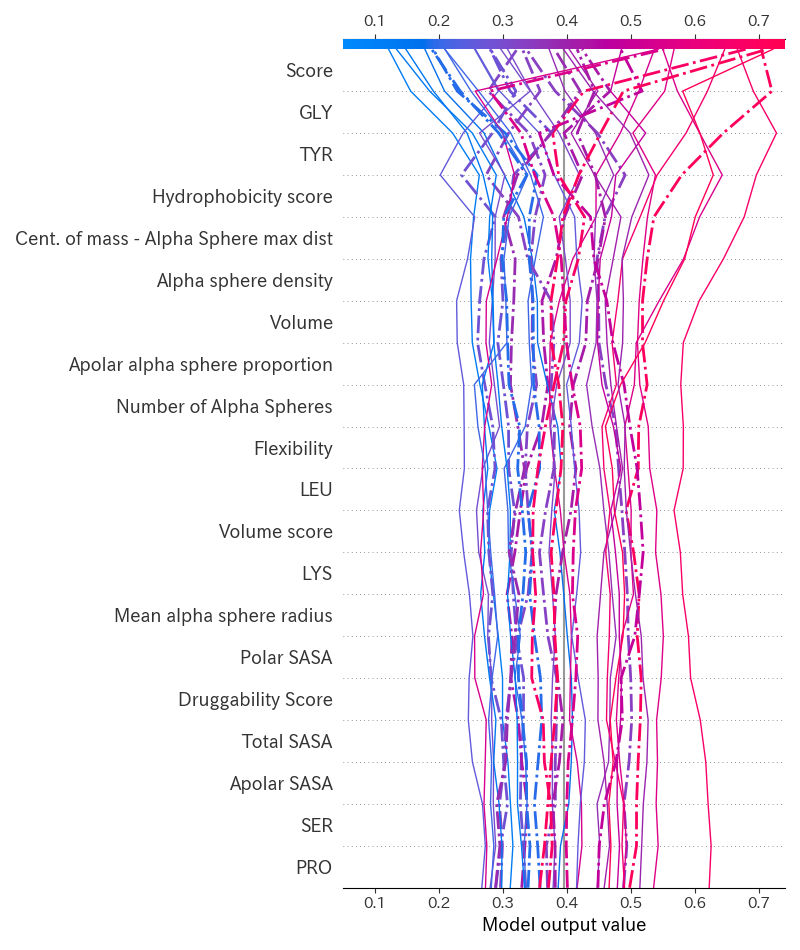 0.1 0.2 0.3 0.4 0.5 0.6 0.7
Score
GLY
TYR
Hydrophobicity score
Cent. of mass - Alpha Sphere max dist
Alpha sphere density
Volume
Apolar alpha sphere proportion
Number of Alpha Spheres
Flexibility
LEU
Volume score
LYS
Mean alpha sphere radius
Polar SASA
Druggability Score
Total SASA
Apolar SASA
SER
PRO
0.1 0.2 0.3 0.4 0.5 0.6 0.7
Model output value